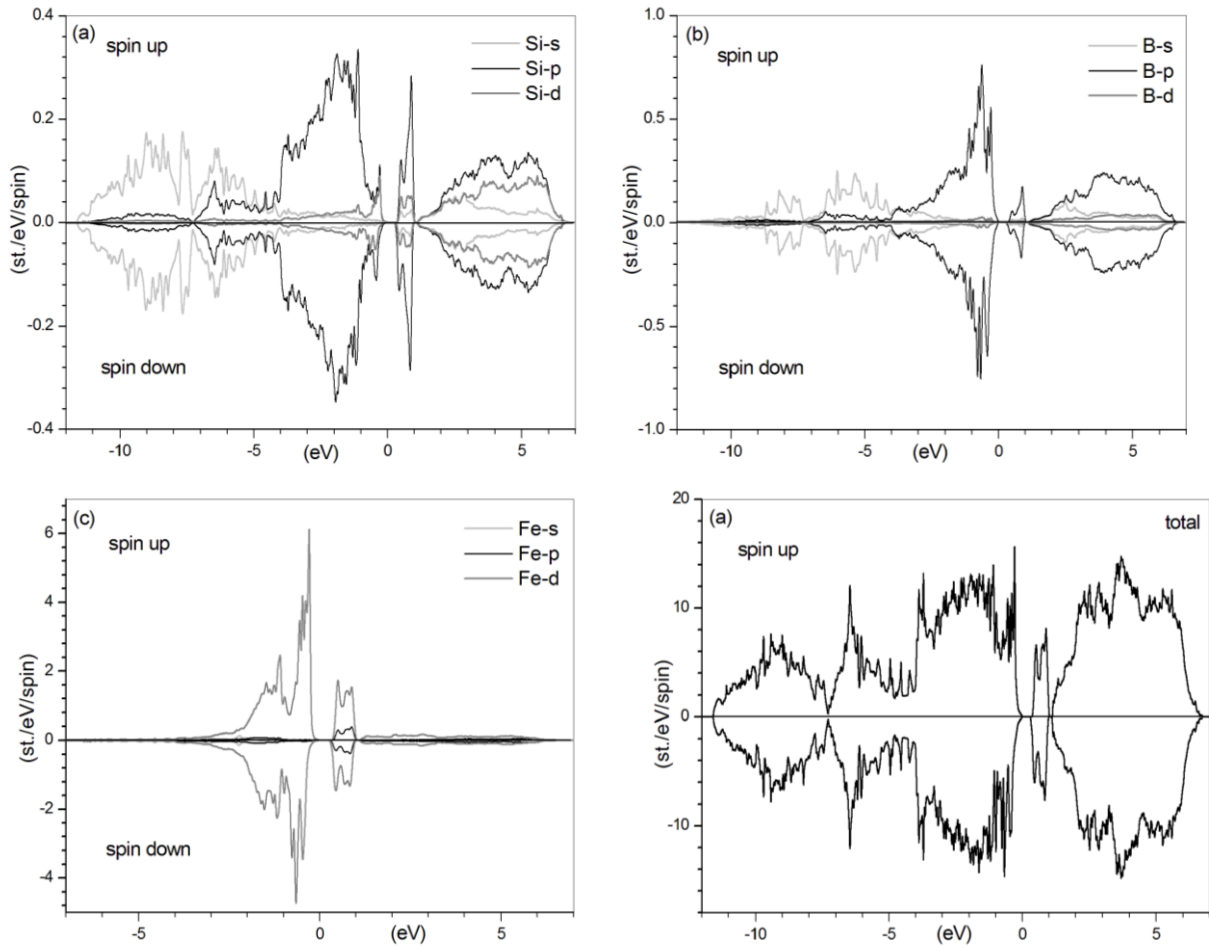 (a)
spin up
Si-s
Si-p
Si-d
spin down
(st./eV/spin)
0.4
0.2
0.0
-0.2
-0.4
-10
-5
(eV)
0
5
(b)
spin up
B-s
B-p
B-d
spin down
(st./eV/spin)
1.0
0.5
0.0
-0.5
-1.0
-10
-5
(eV)
0
5
(c)
spin up
Fe-s
Fe-p
Fe-d
spin down
(st./eV/spin)
6
4
2
0
-2
-4
-5
0
(eV)
5
(a)
total
spin up
(st./eV/spin)
20
10
0
-10
-10
-5
(eV)
0
5